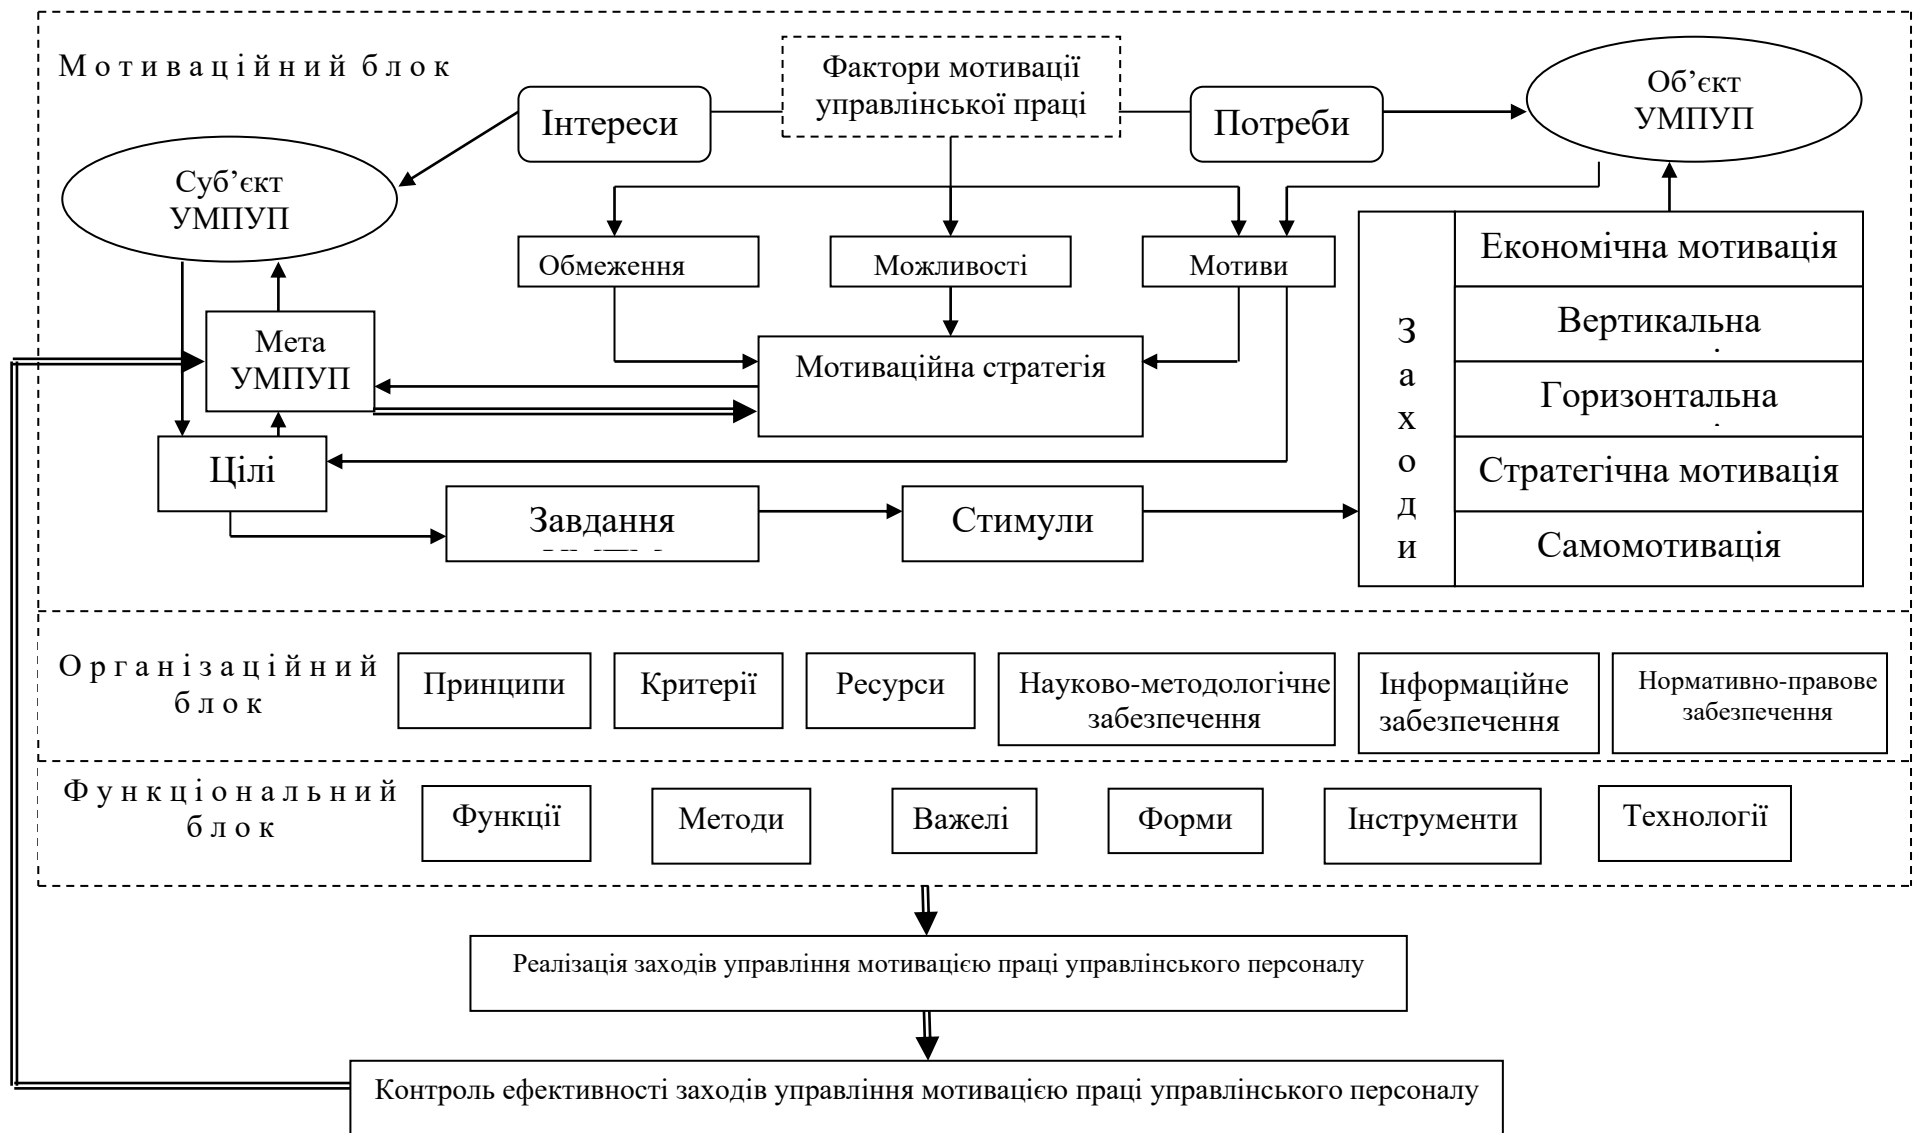 Мотиваційний блок
Фактори мотивації
управлінської праці
Об’єкт
УМПУП
Інтереси
Потреби
Суб’єкт
УМПУП
Обмеження
Можливості
Мотиви
Мета
УМПУП
Мотиваційна стратегія
Цілі
Завдання
Стимули
Заходи
Економічна мотивація
Вертикальна
Горизонтальна
Стратегічна мотивація
Самомотивація
Організаційний
блок
Принципи
Критерії
Ресурси
Науково-методологічне
забезпечення
Інформаційне
забезпечення
Нормативно-правове
забезпечення
Функціональний
блок
Функції
Методи
Важелі
Форми
Інструменти
Технології
Реалізація заходів управління мотивацією праці управлінського персоналу
Контроль ефективності заходів управління мотивацією праці управлінського персоналу